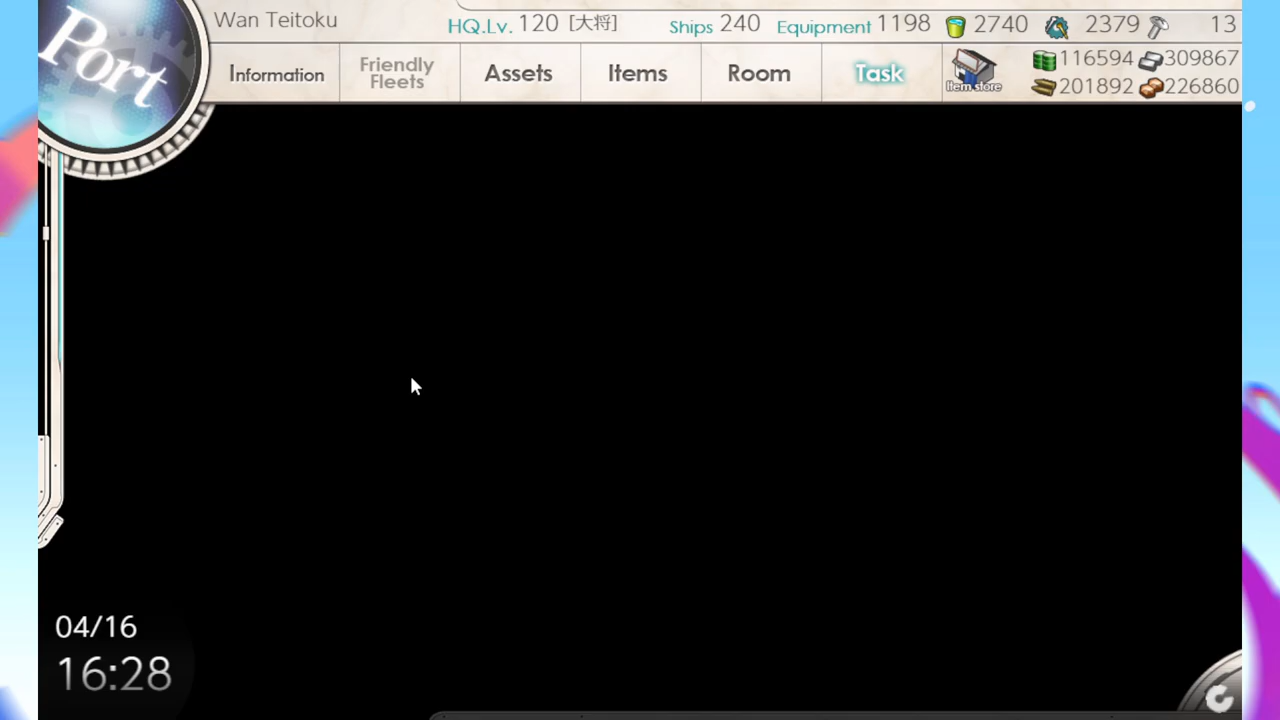 Port
Wan Teitoku
HQ.Lv. 120 [大将] Ships 240 Equipment 1198 2740 2379 13
Information
Friendly
Fleets
Assets
Items
Room
Task
Item store
116594 309867
201892 226860
04/16
16:28